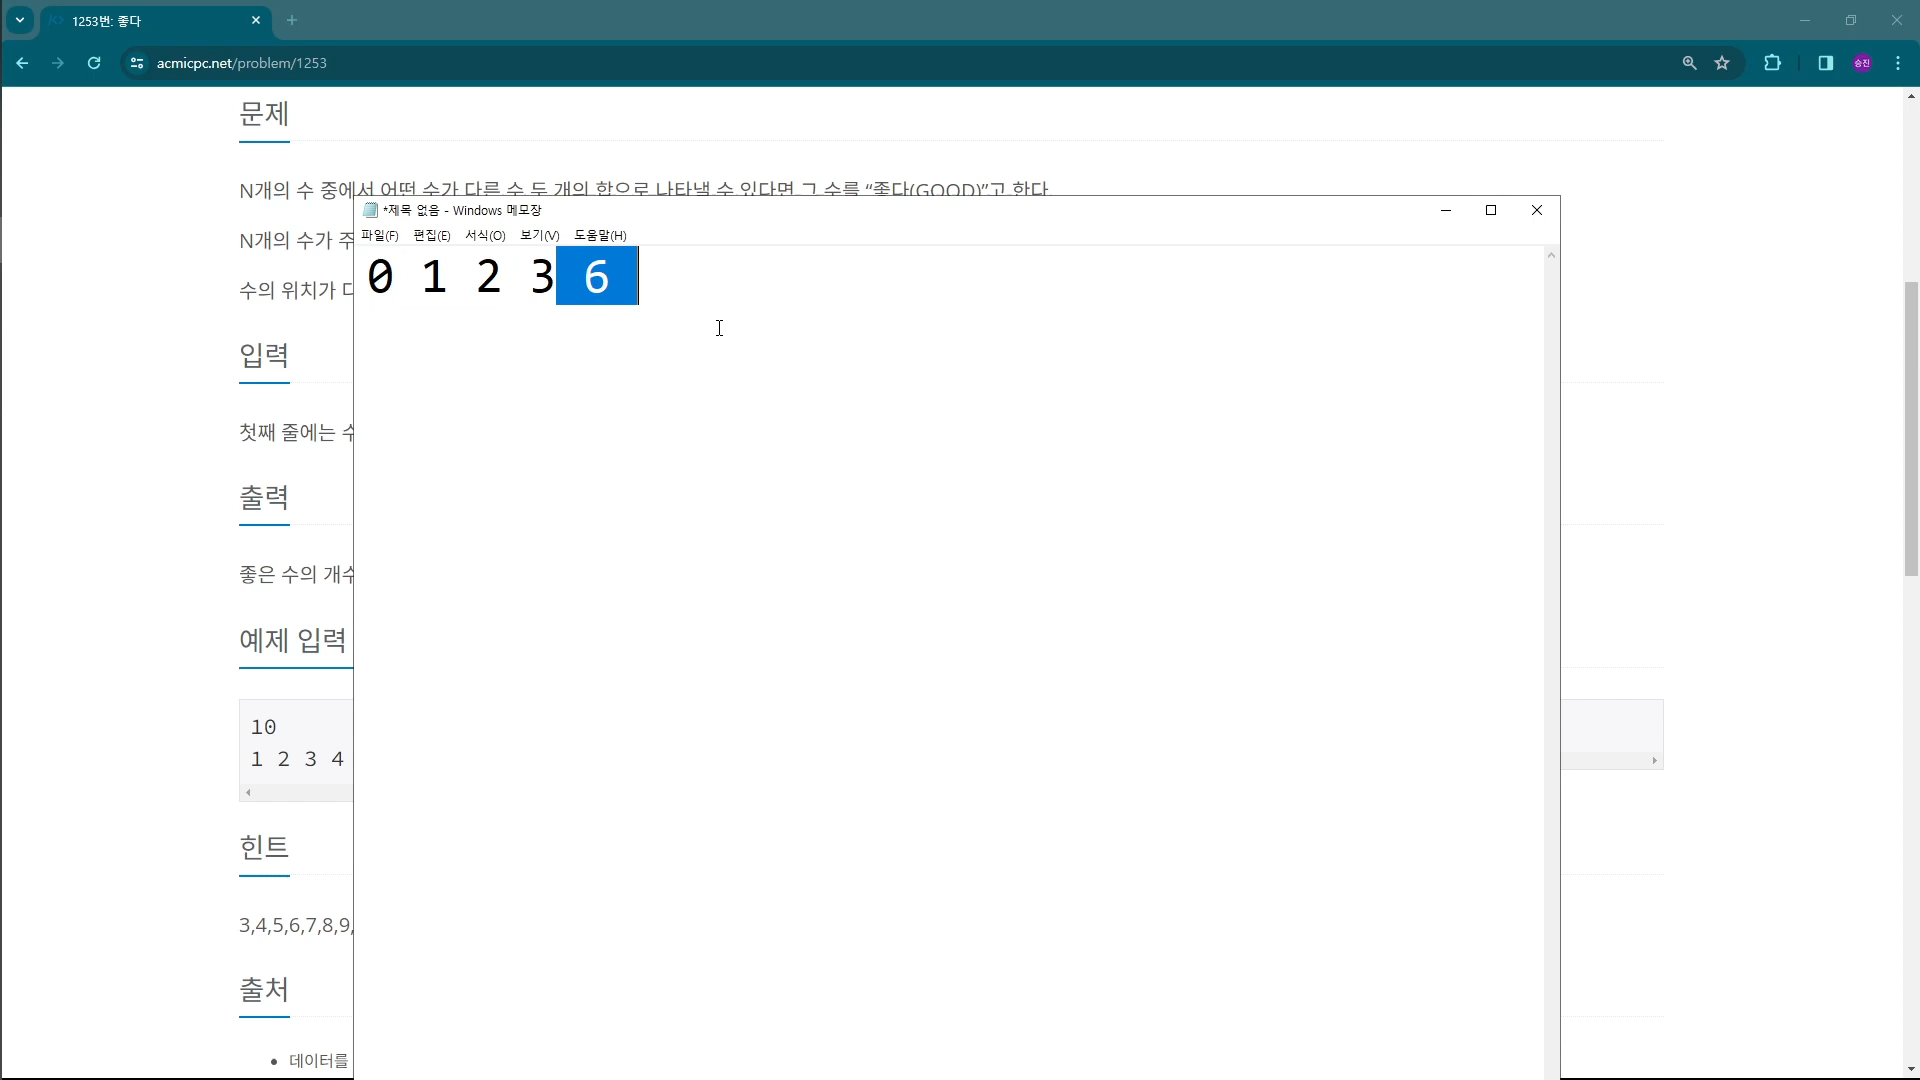 1253번: 좋다
acmicpc.net/problem/1253
승진
문제
N개의 수 중에서 어떤 수가 다른 수 두 개의 합으로 나타낼 수 있다면 그 수를 “좋다(GOOD)”고 한다.
*제목 없음 - Windows 메모장
N개의 수가 주
파일(F) 편집(E) 서식(O) 보기(V) 도움말(H)
0 1 2 3 6
수의 위치가
입력
첫째 줄에는
출력
좋은 수의
예제 입력
10
1 2 3 4
힌트
3,4,5,6,7,8,9,
출처
데이터를